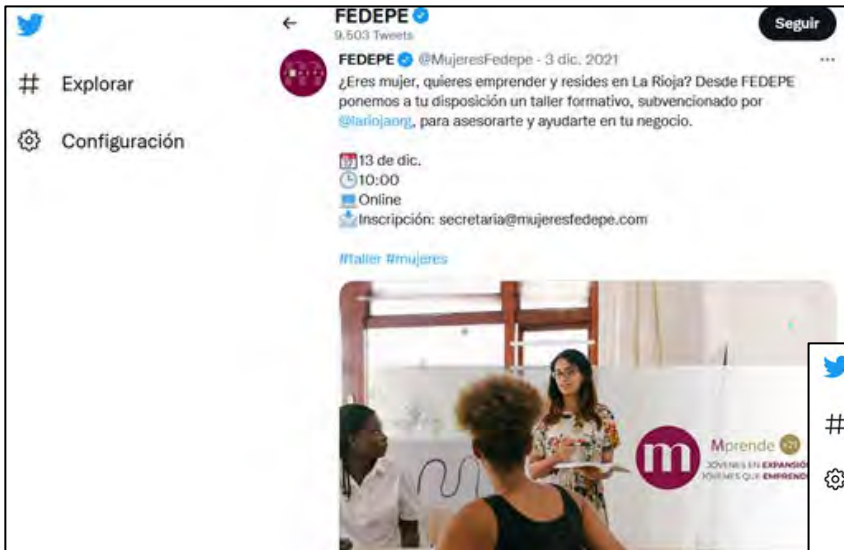 FEDEPE
9.503 Tweets
Seguir
Explorar
Configuración
FEDEPE @MujeresFedepe - 3 dic. 2021
¿Eres mujer, quieres emprender y resides en La Rioja? Desde FEDEPE
ponemos a tu disposición un taller formativo, subvencionado por
@lariojaorg, para asesorarte y ayudarte en tu negocio.
13 de dic.
10:00
Online
Inscripción: secretaria@mujeresfedepe.com
#taller #mujeres
m
Mprende +21
JÓVENES EN EXPANSIÓN
JÓVENES QUE EMPREND